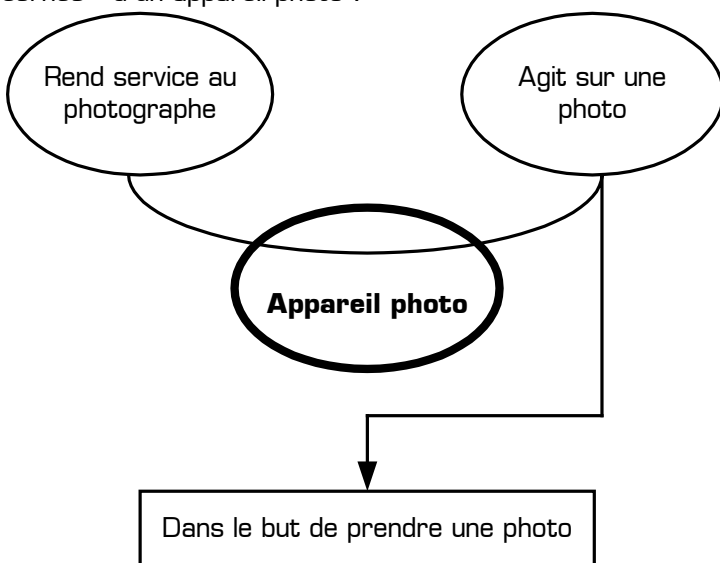 Rend service au
photographe
Agit sur une
photo
Appareil photo
Dans le but de prendre une photo